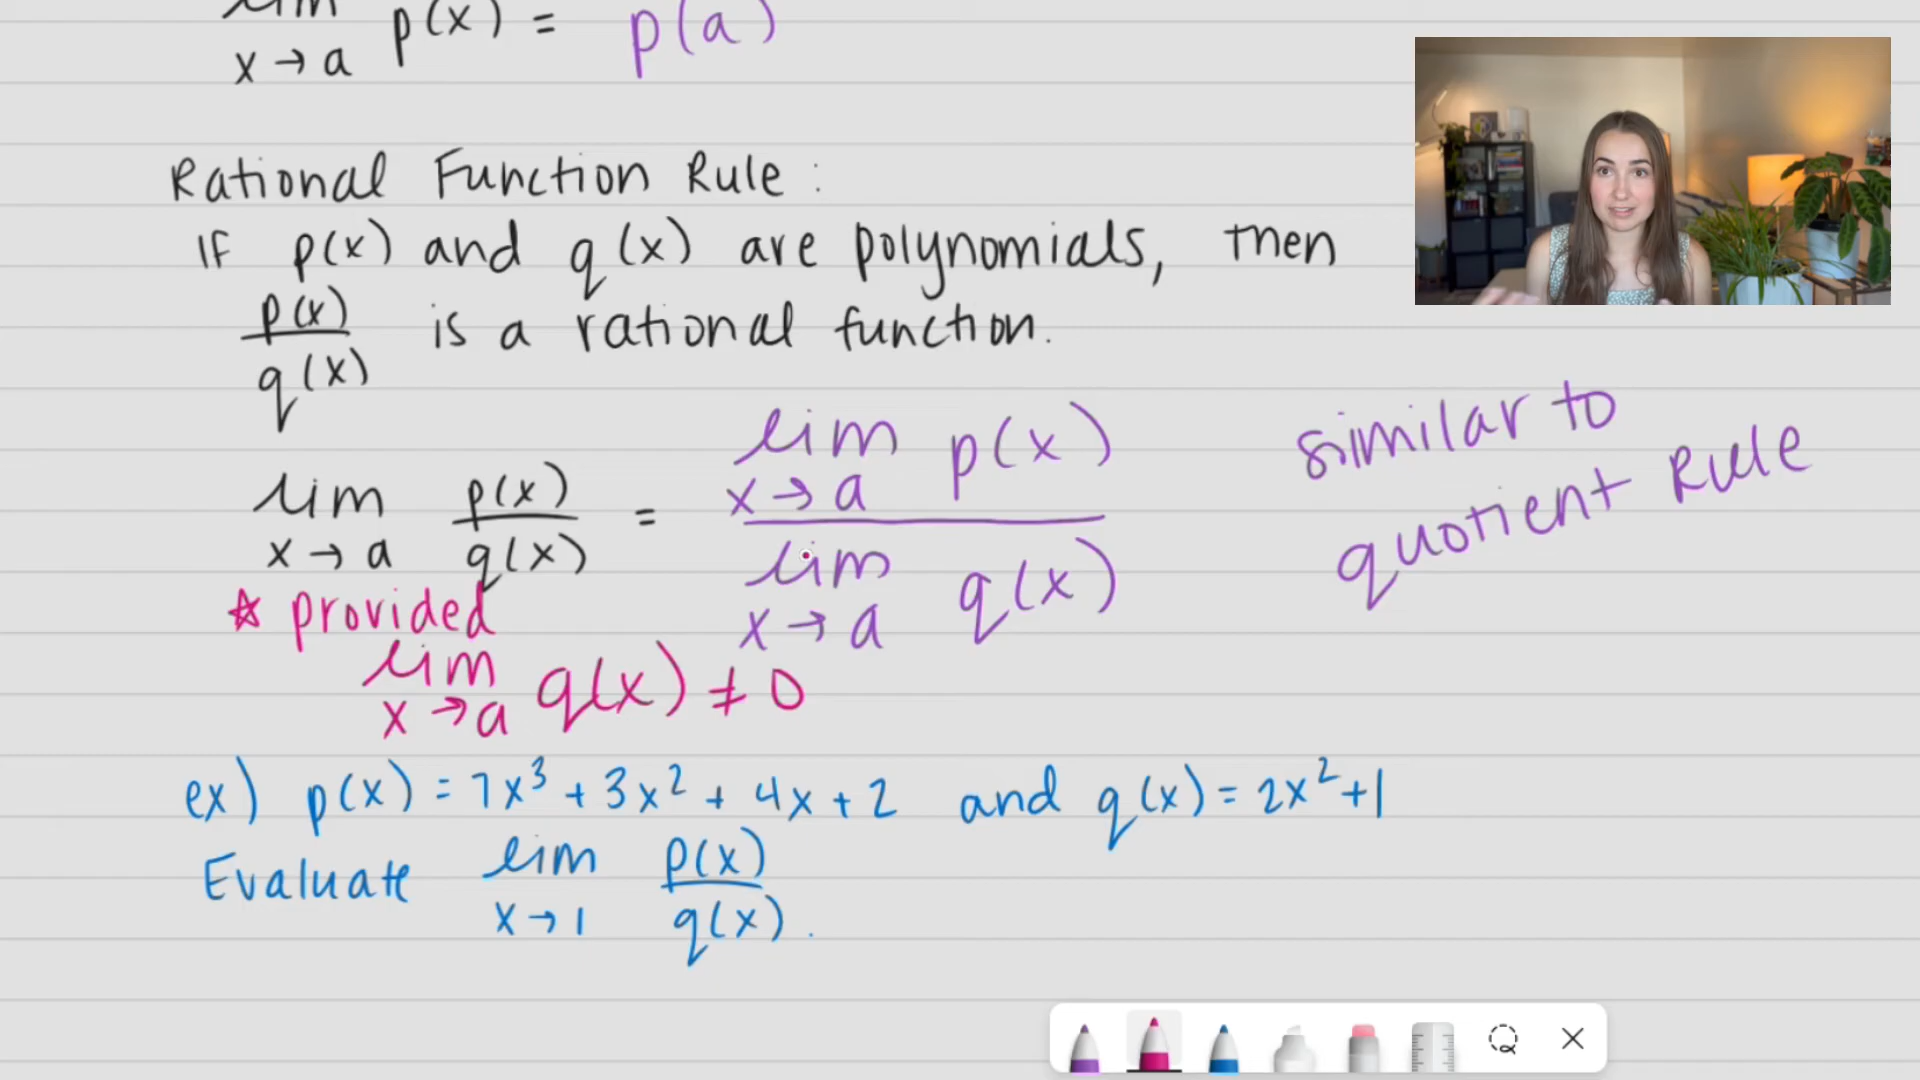 lim p(x) = p(a)
x→a
Rational Function Rule:
If p(x) and q(x) are polynomials, then
p(x)/q(x) is a rational function.
lim x→a p(x)/q(x) = lim x→a p(x) / lim x→a q(x)
similar to
quotient Rule
☆ provided
lim x→a q(x) ≠ 0
ex) p(x) = 7x³ + 3x² + 4x + 2 and q(x) = 2x² + 1
Evaluate lim x→1 p(x)/q(x).